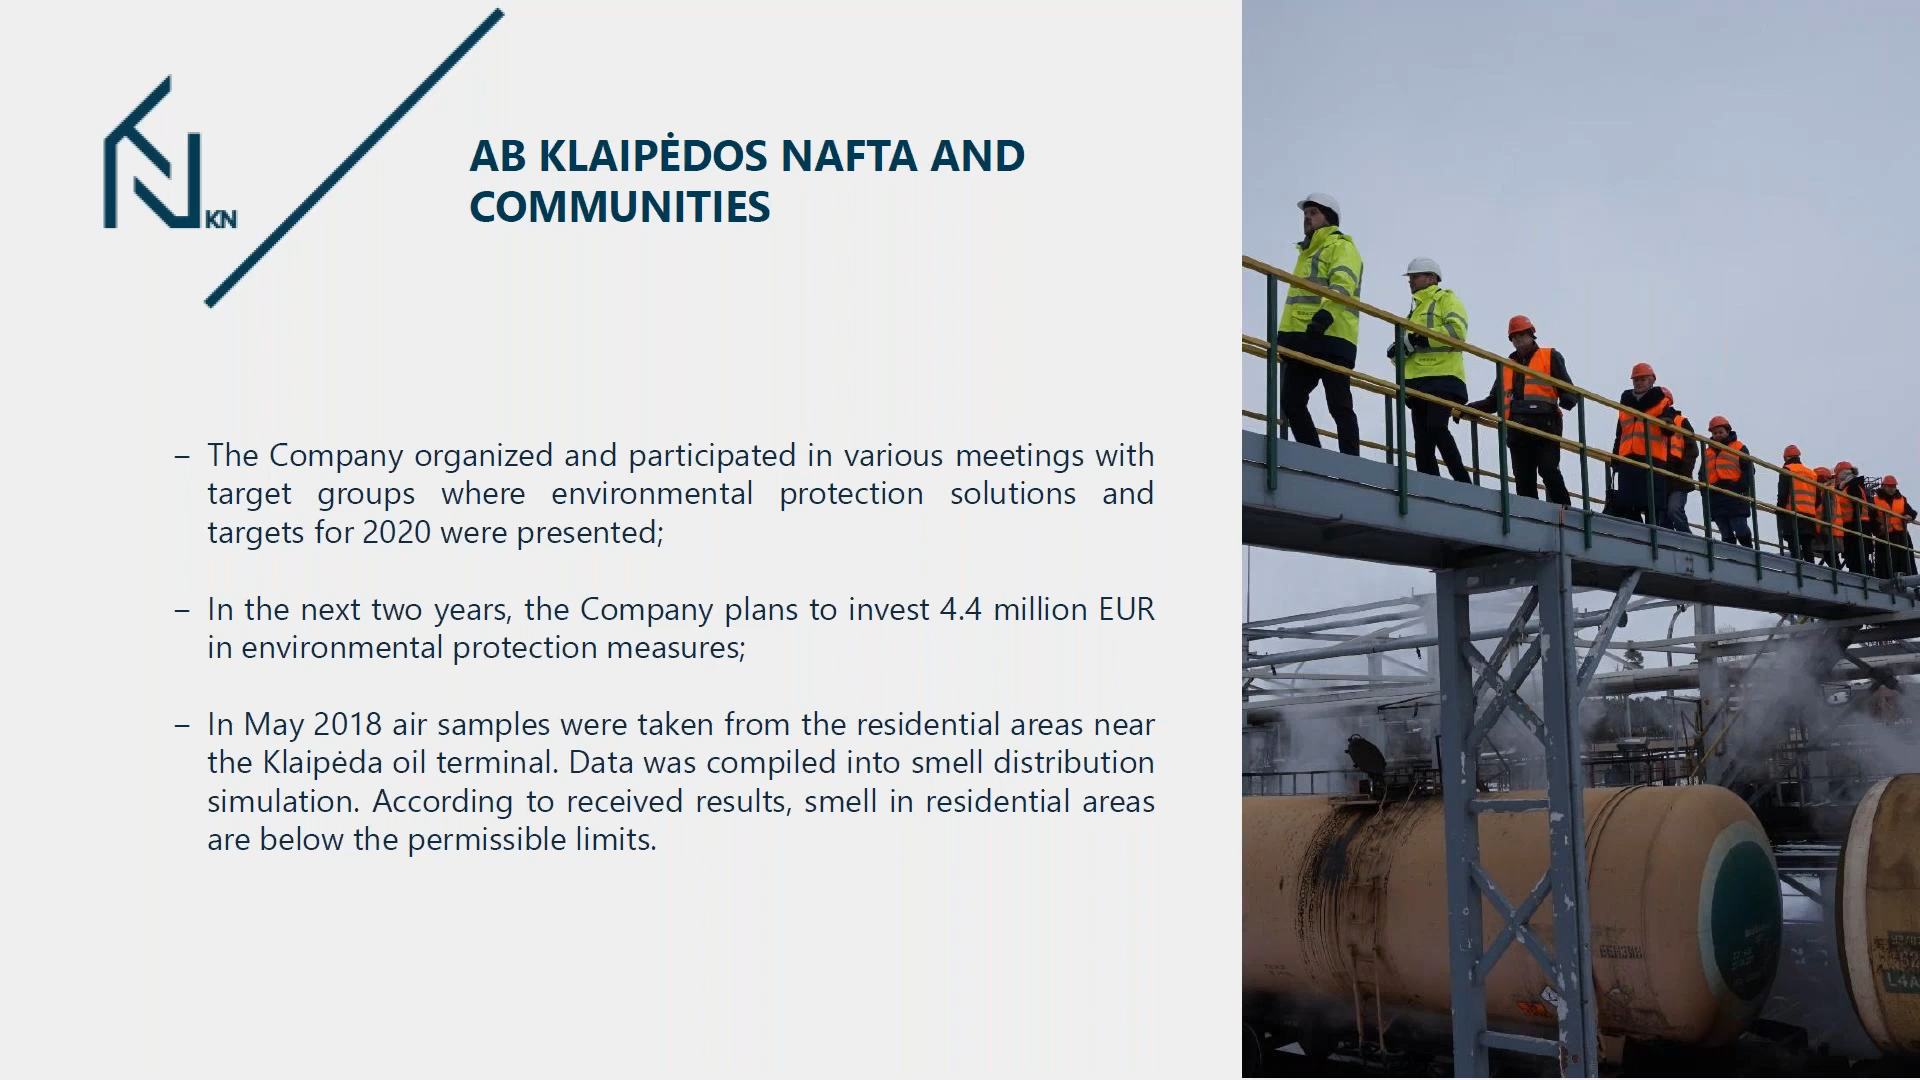 KN
AB KLAIPĖDOS NAFTA AND
COMMUNITIES
– The Company organized and participated in various meetings with
target groups where environmental protection solutions and
targets for 2020 were presented;
– In the next two years, the Company plans to invest 4.4 million EUR
in environmental protection measures;
– In May 2018 air samples were taken from the residential areas near
the Klaipėda oil terminal. Data was compiled into smell distribution
simulation. According to received results, smell in residential areas
are below the permissible limits.